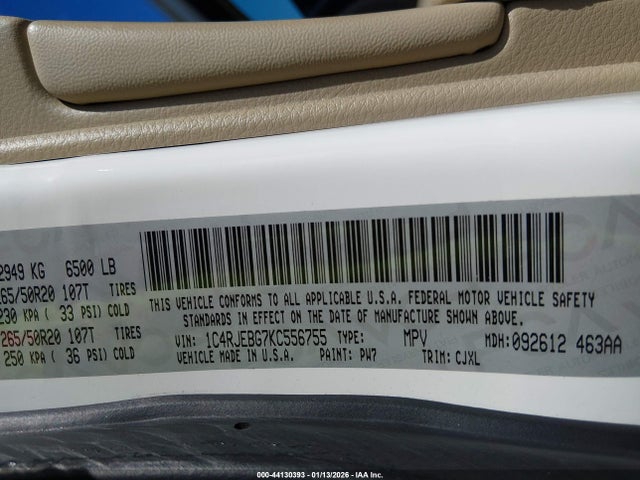 2949 KG 6500 LB
265/50R20 107T TIRES
230 KPA ( 33 PSI) COLD
265/50R20 107T TIRES
250 KPA ( 36 PSI) COLD
THIS VEHICLE CONFORMS TO ALL APPLICABLE U.S.A. FEDERAL MOTOR VEHICLE SAFETY
STANDARDS IN EFFECT ON THE DATE OF MANUFACTURE SHOWN ABOVE.
VIN: 1C4RJEBG7KC556755 TYPE: MPV MDH: 092612 463AA
VEHICLE MADE IN U.S.A. PAINT: PW7 TRIM: CJXL
000-44130393 - 01/13/2026 - IAA Inc.